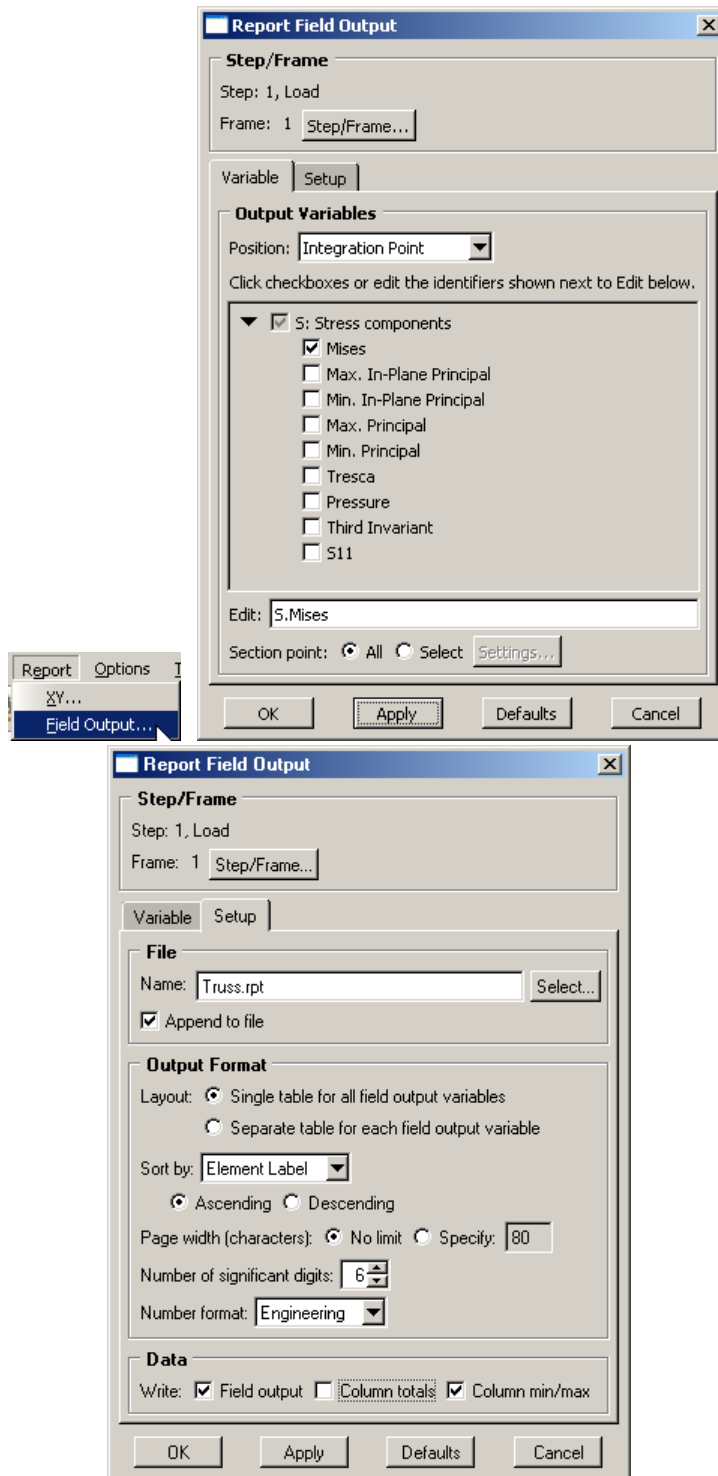 Report Field Output
Step/Frame
Step: 1, Load
Frame: 1 Step/Frame...
Variable Setup
Output Variables
Position: Integration Point
Click checkboxes or edit the identifiers shown next to Edit below.
S: Stress components
Mises
Max. In-Plane Principal
Min. In-Plane Principal
Max. Principal
Min. Principal
Tresca
Pressure
Third Invariant
S11
Edit: S.Mises
Section point: All Select Settings...
OK Apply Defaults Cancel
Report Options T
XY...
Field Output...
Report Field Output
Step/Frame
Step: 1, Load
Frame: 1 Step/Frame...
Variable Setup
File
Name: Truss.rpt Select...
Append to file
Output Format
Layout: Single table for all field output variables
Separate table for each field output variable
Sort by: Element Label
Ascending Descending
Page width (characters): No limit Specify: 80
Number of significant digits: 6
Number format: Engineering
Data
Write: Field output Column totals Column min/max
OK Apply Defaults Cancel